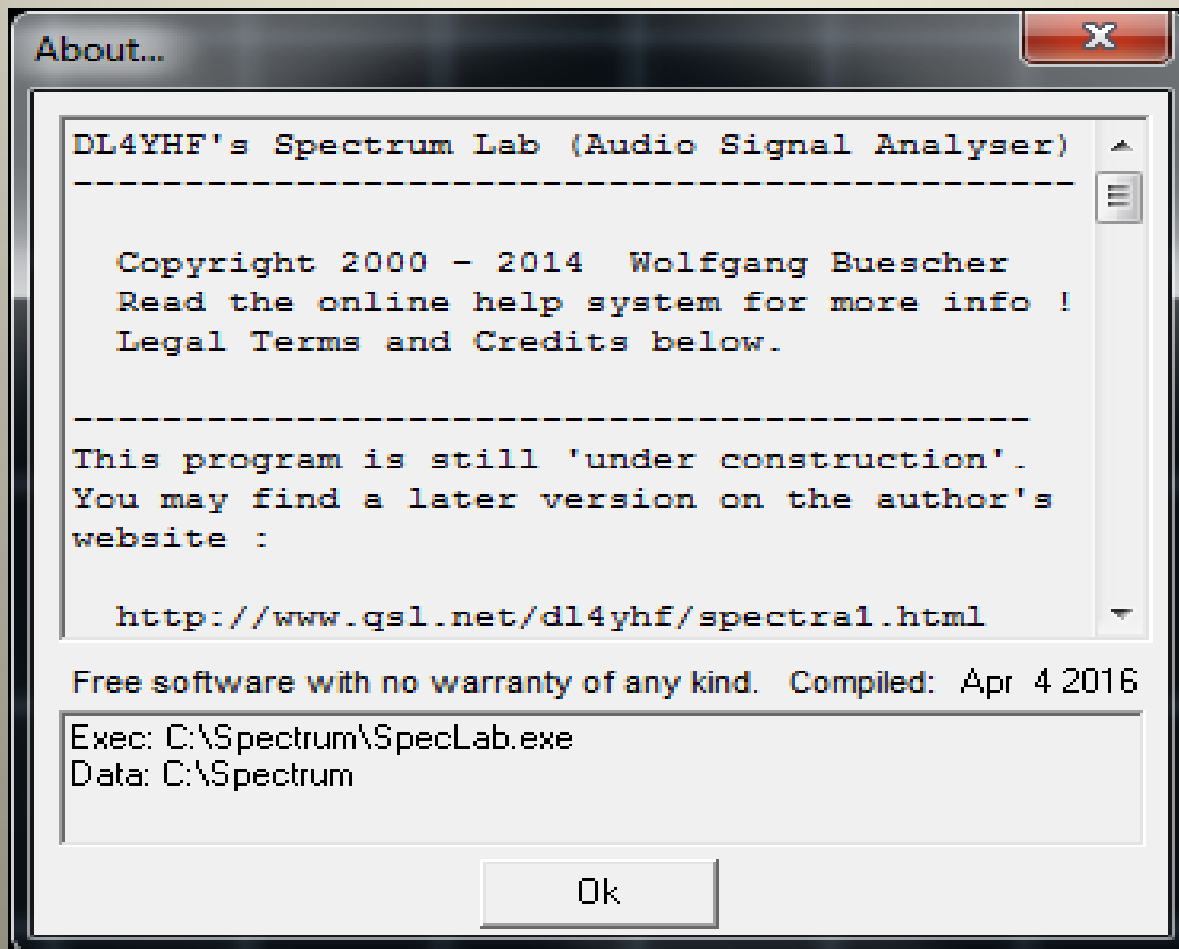 About...
DL4YHF's Spectrum Lab (Audio Signal Analyser)
----------------------------------------------
Copyright 2000 - 2014  Wolfgang Buescher
Read the online help system for more info !
Legal Terms and Credits below.
--------------------------------------------
This program is still 'under construction'.
You may find a later version on the author's
website :
http://www.qsl.net/dl4yhf/spectra1.html
Free software with no warranty of any kind.  Compiled:  Apr  4 2016
Exec: C:\Spectrum\SpecLab.exe
Data: C:\Spectrum
Ok